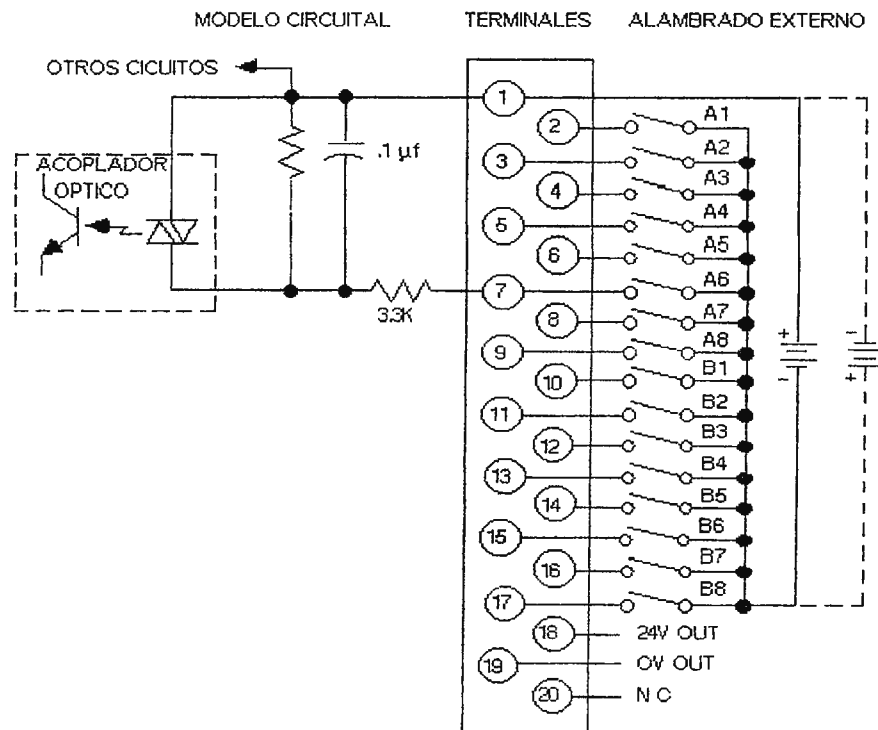 MODELO CIRCUITAL TERMINALES ALAMBRADO EXTERNO
OTROS CICUITOS
ACOPLADOR
OPTICO
.1 µf
3.3K
1
2 A1
3 A2
4 A3
5 A4
6 A5
7 A6
8 A7
9 A8
10 B1
11 B2
12 B3
13 B4
14 B5
15 B6
16 B7
17 B8
18 24V OUT
19 0V OUT
20 N C
+
-
-
+